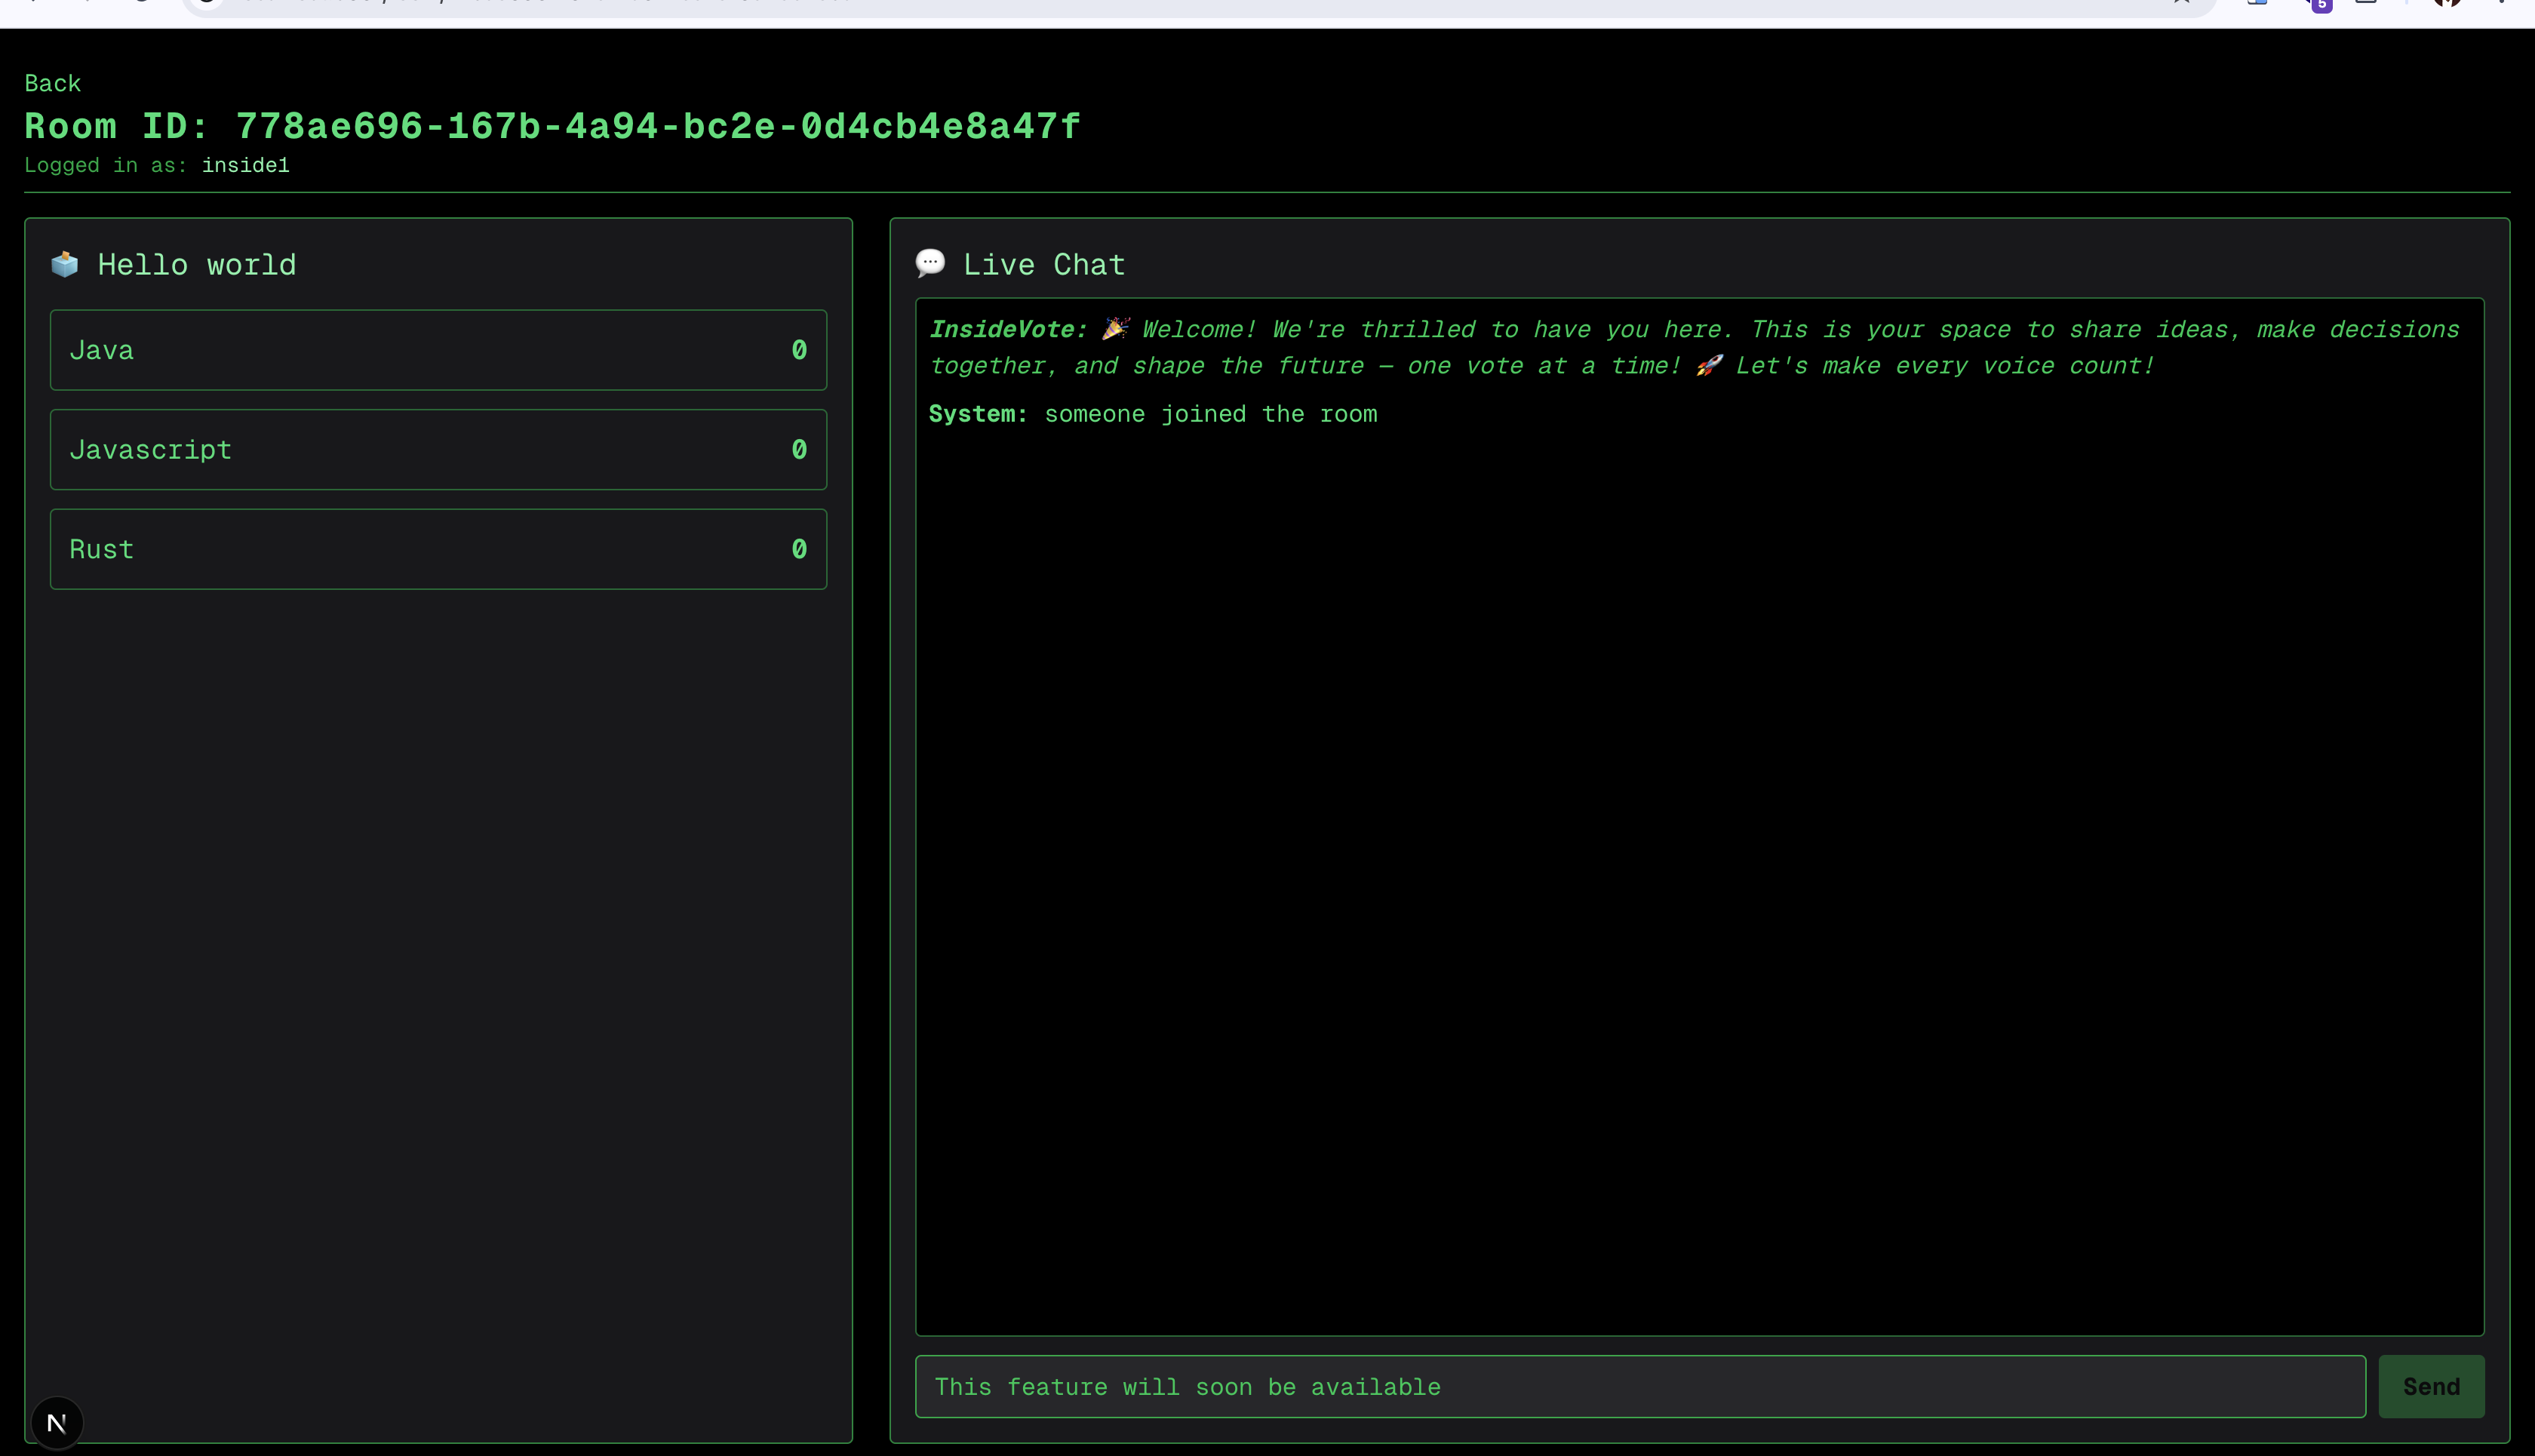 5
Back
Room ID: 778ae696-167b-4a94-bc2e-0d4cb4e8a47f
Logged in as: inside1
Hello world
Java 0
Javascript 0
Rust 0
Live Chat
InsideVote: 🎉 Welcome! We're thrilled to have you here. This is your space to share ideas, make decisions
together, and shape the future — one vote at a time! 🚀 Let's make every voice count!
System: someone joined the room
This feature will soon be available
Send
N